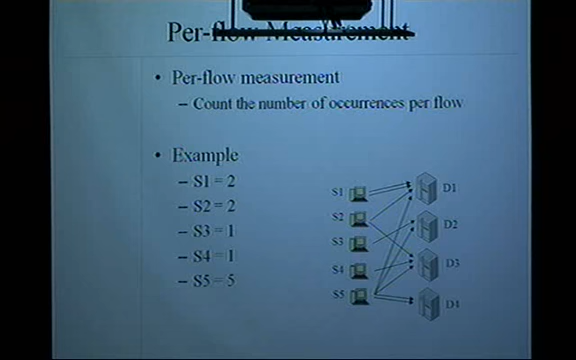 Per-flow Measurement
• Per-flow measurement
– Count the number of occurrences per flow
• Example
– S1 = 2
– S2 = 2
– S3 = 1
– S4 = 1
– S5 = 5
S1
D1
S2
D2
S3
S4
D3
S5
D4